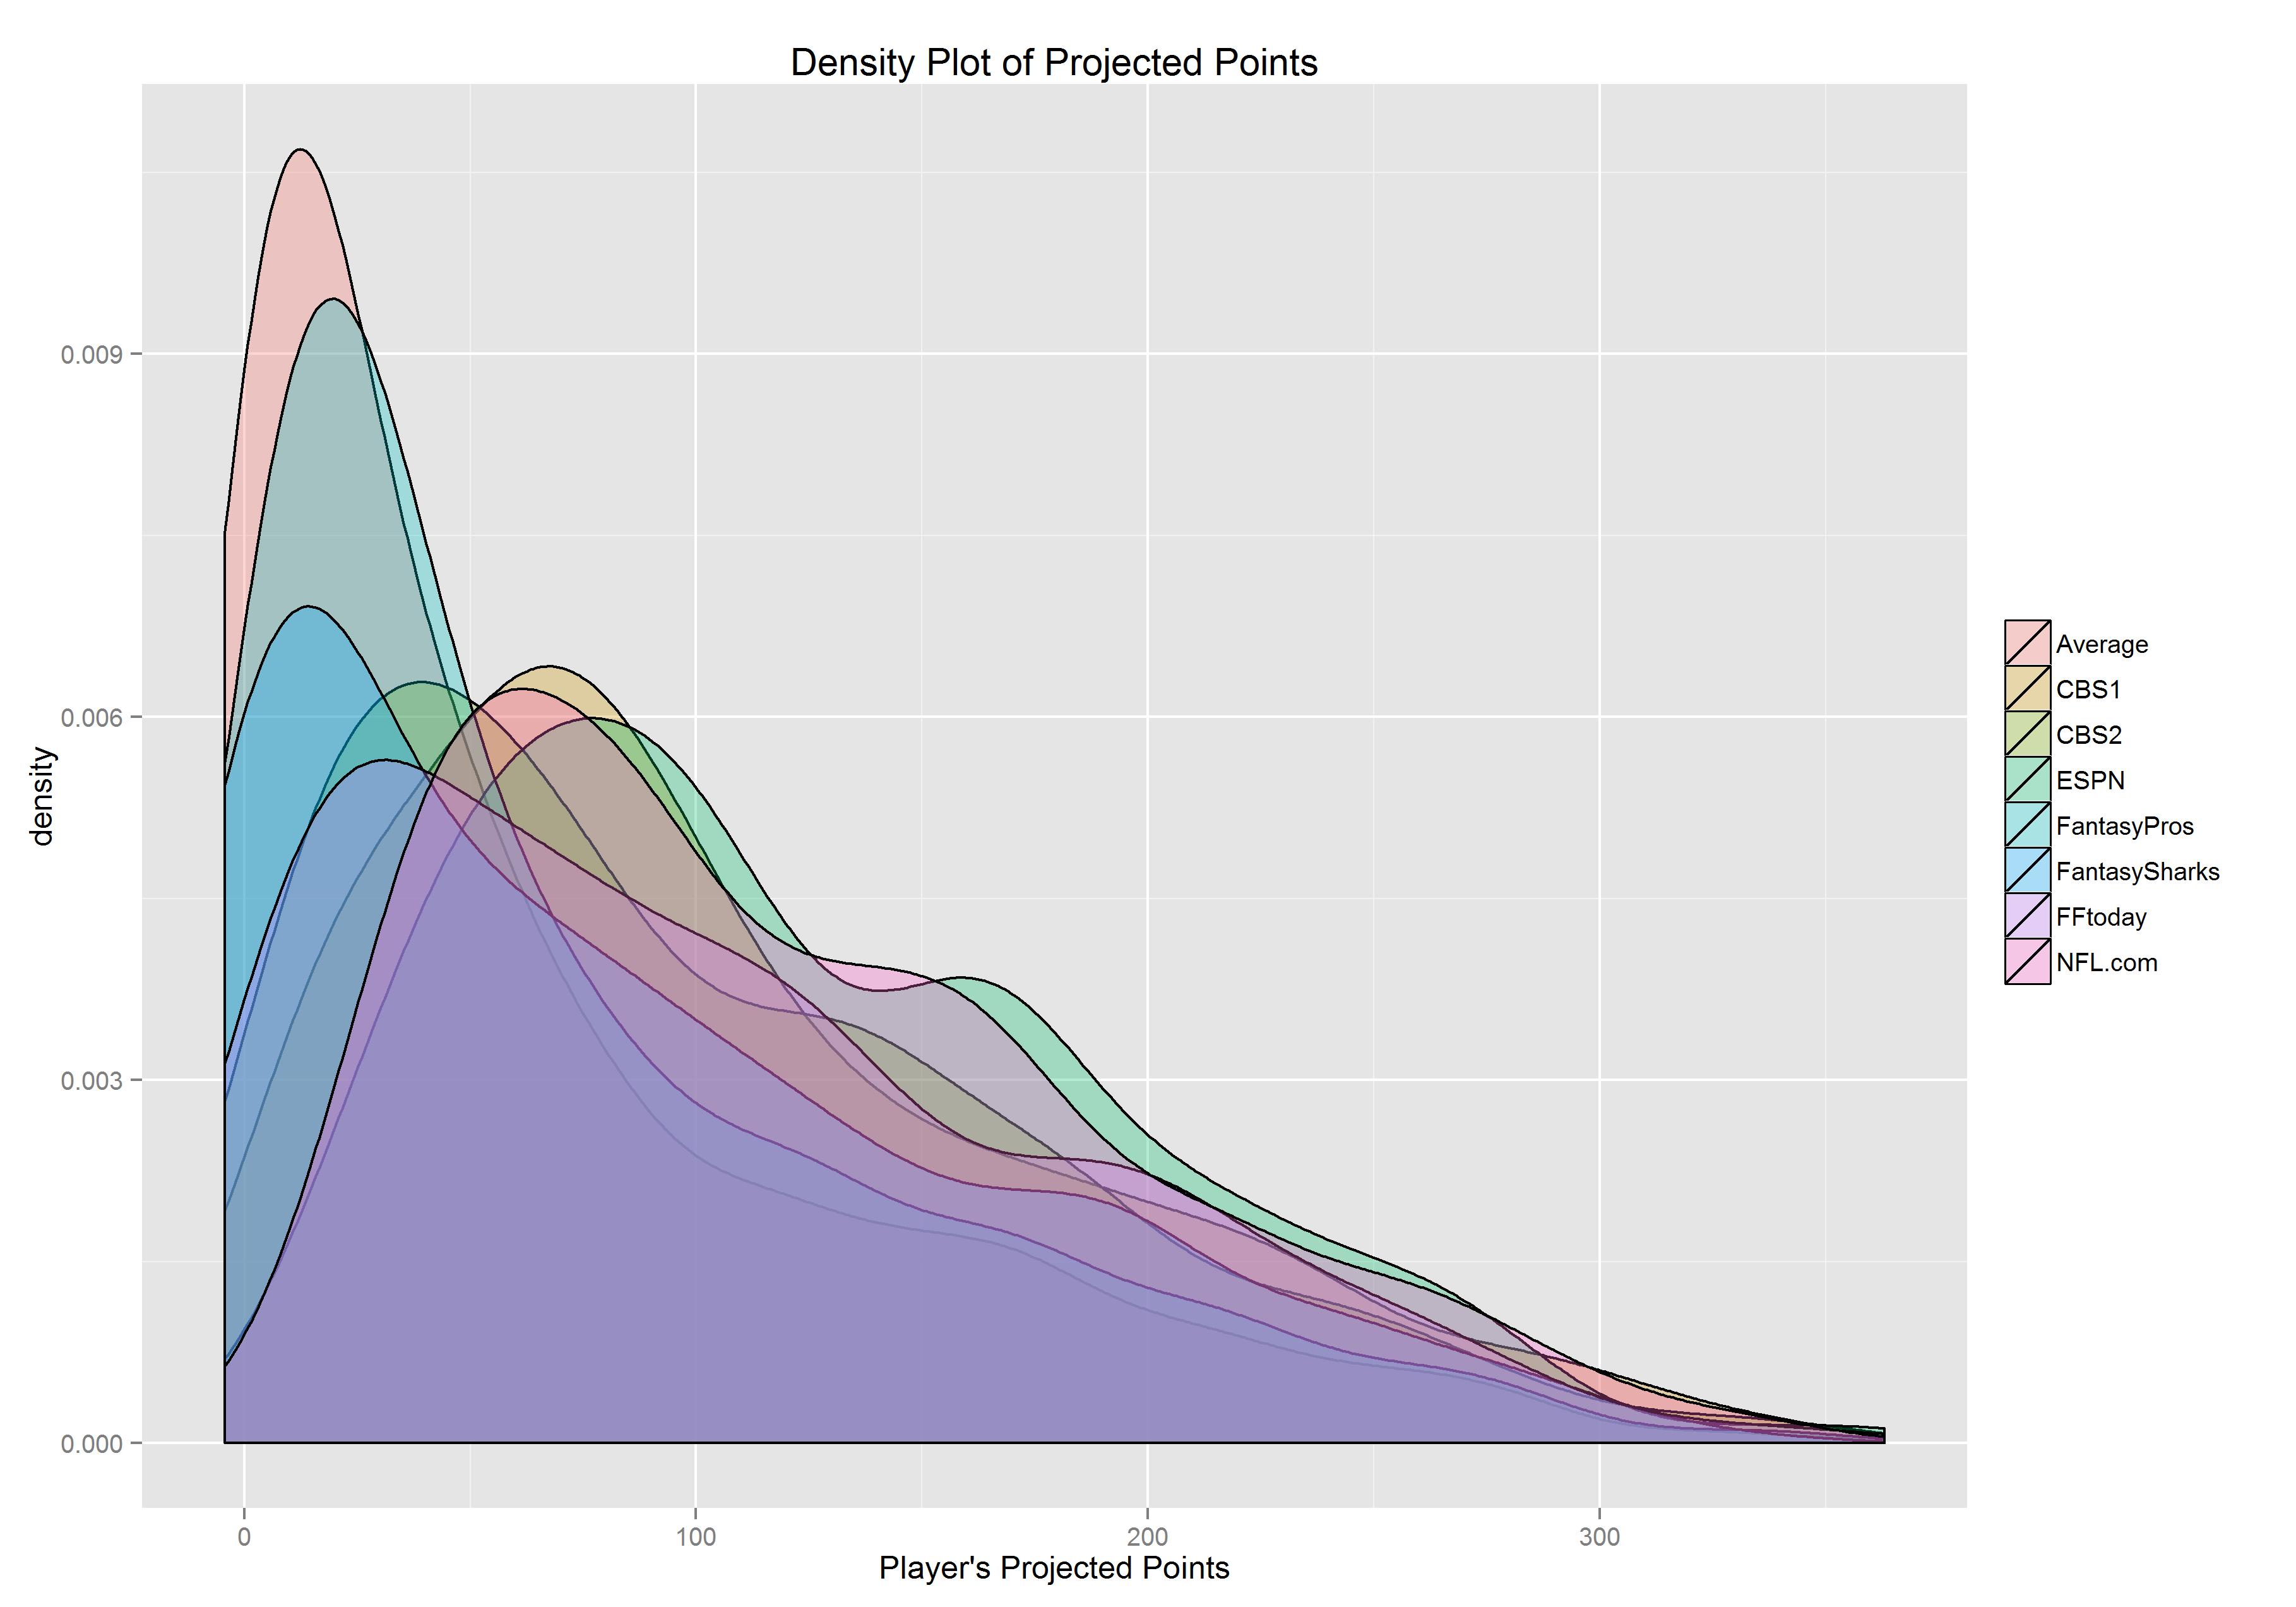 Density Plot of Projected Points
density
0.009
0.006
0.003
0.000
0
100
200
300
Player's Projected Points
Average
CBS1
CBS2
ESPN
FantasyPros
FantasySharks
FFtoday
NFL.com